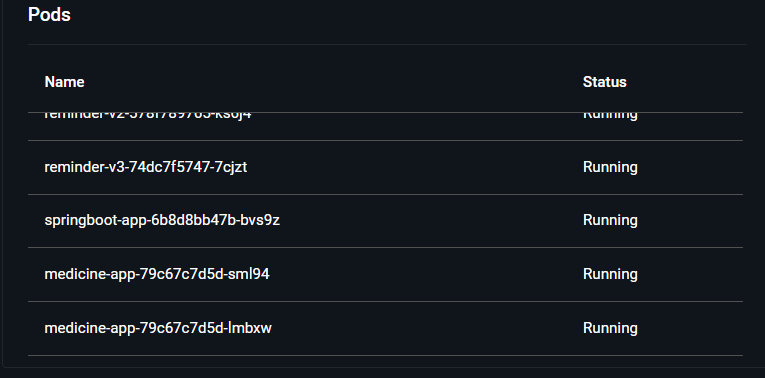 Pods
Name Status
Running
reminder-v3-74dc7f5747-7cjzt Running
springboot-app-6b8d8bb47b-bvs9z Running
medicine-app-79c67c7d5d-sml94 Running
medicine-app-79c67c7d5d-lmbxw Running